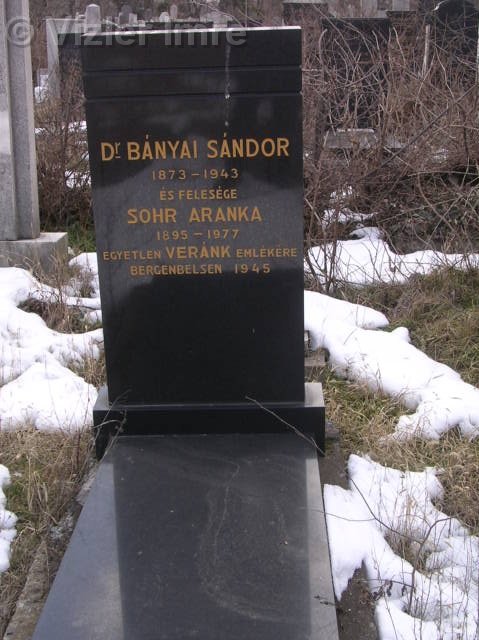 © Vizler Imre
Dr BÁNYAI SÁNDOR
1873 - 1943
ÉS FELESÉGE
SOHR ARANKA
1895 - 1977
EGYETLEN VERÁNK EMLÉKÉRE
BERGENBELSEN 1945